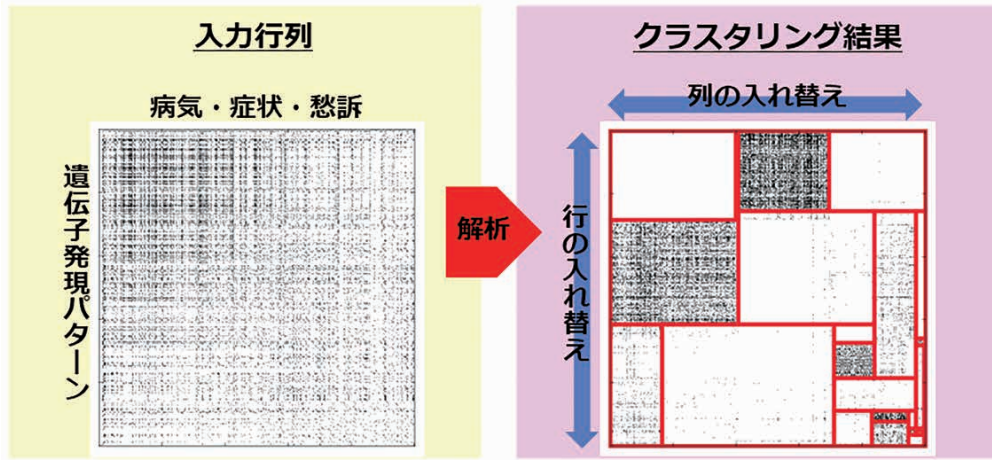 入力行列
病気・症状・愁訴
遺伝子発現パターン
解析
クラスタリング結果
列の入れ替え
行の入れ替え